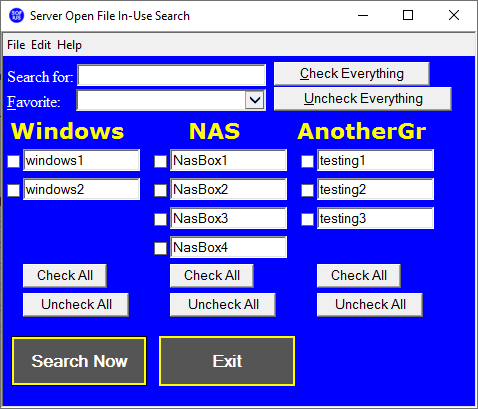 Server Open File In-Use Search
File Edit Help
Search for: Check Everything
Favorite: Uncheck Everything
Windows NAS AnotherGr
windows1 NasBox1 testing1
windows2 NasBox2 testing2
NasBox3 testing3
NasBox4
Check All Check All Check All
Uncheck All Uncheck All Uncheck All
Search Now Exit